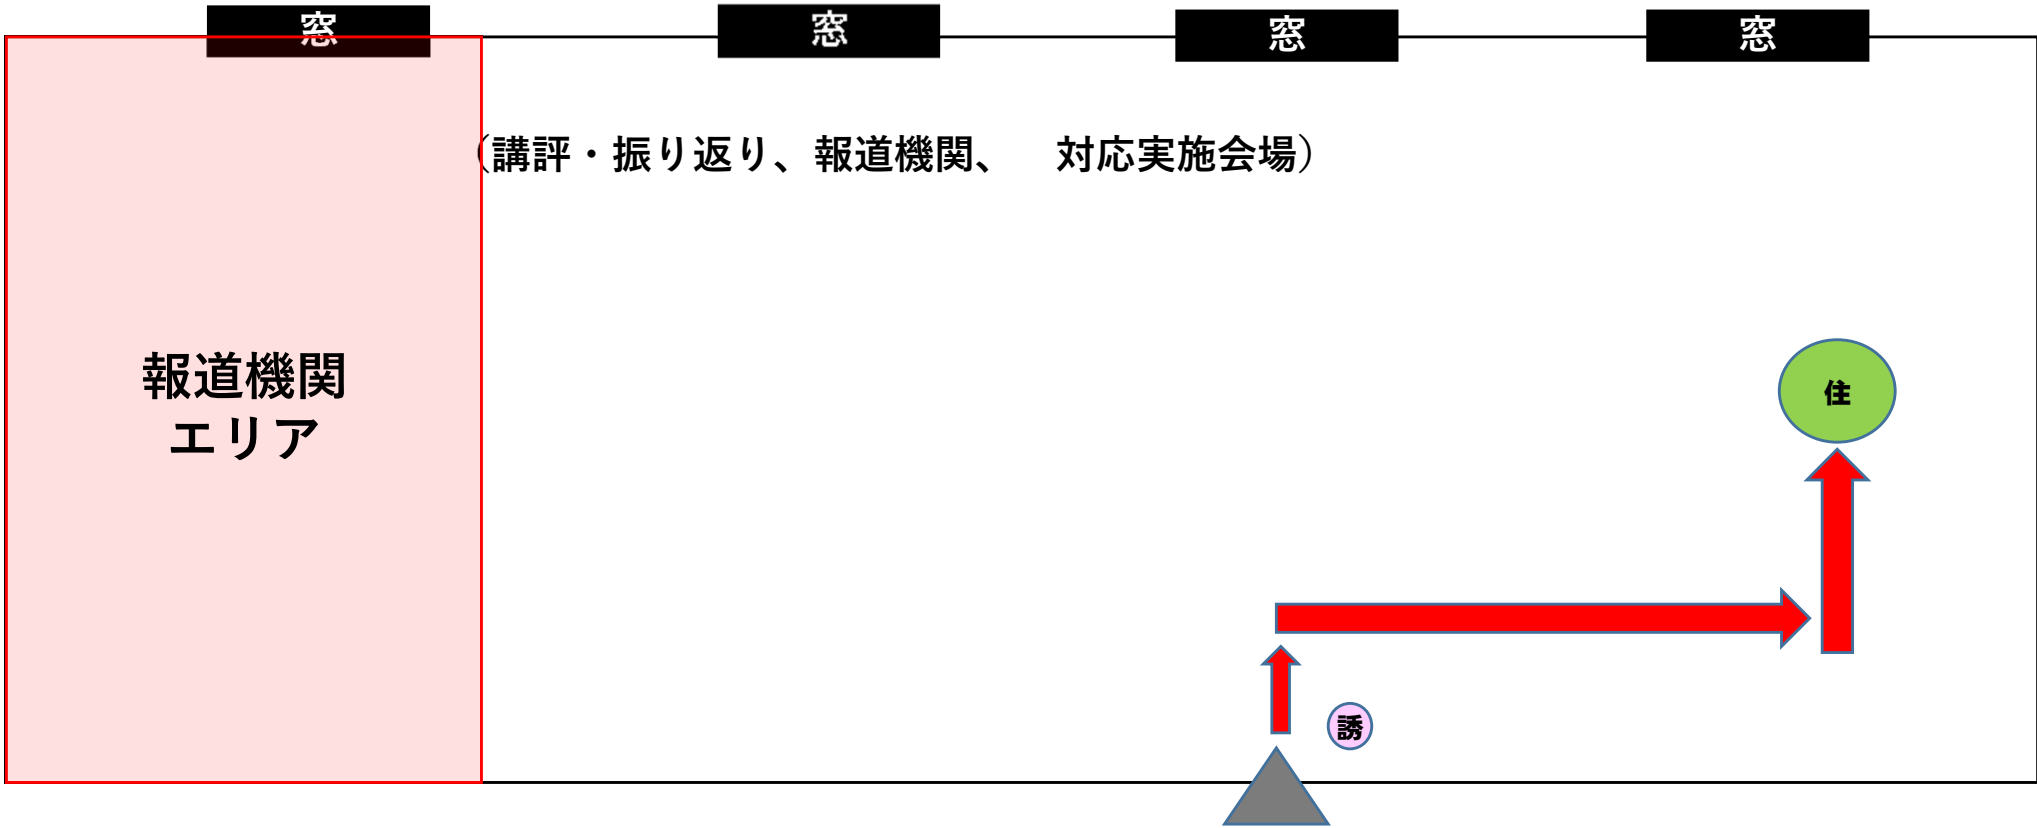 窓
窓
窓
窓
（講評・振り返り、報道機関、　対応実施会場）
報道機関
エリア
住
誘